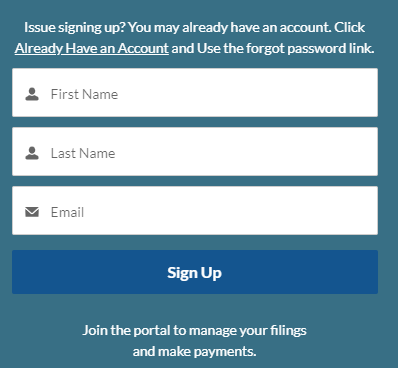 Issue signing up? You may already have an account. Click
Already Have an Account and Use the forgot password link.
First Name
Last Name
Email
Sign Up
Join the portal to manage your filings
and make payments.